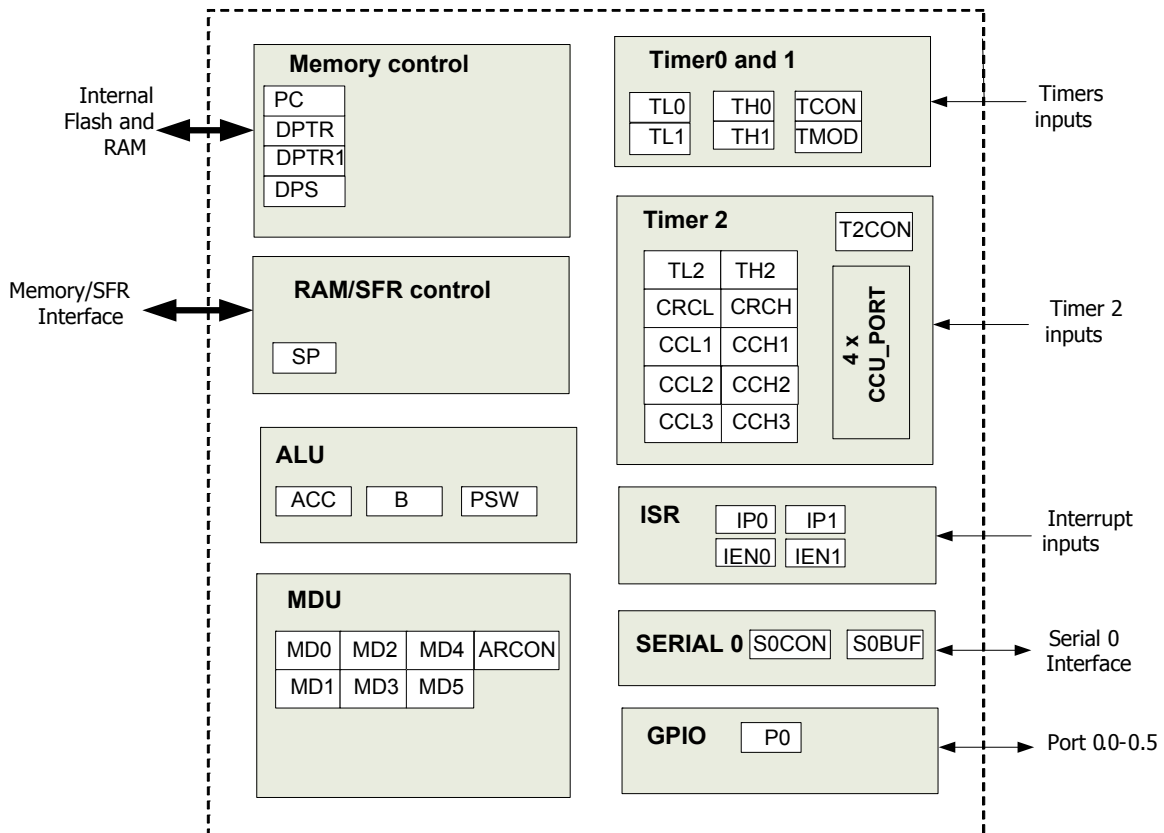 Memory control
PC
DPTR
DPTR1
DPS
Internal
Flash and
RAM
RAM/SFR control
SP
Memory/SFR
Interface
ALU
ACC B PSW
MDU
MD0 MD2 MD4 ARCON
MD1 MD3 MD5
Timer0 and 1
TL0 TH0 TCON
TL1 TH1 TMOD
Timers
inputs
Timer 2
T2CON
TL2 TH2
CRCL CRCH
CCL1 CCH1
CCL2 CCH2
CCL3 CCH3
4 x
CCU_PORT
Timer 2
inputs
ISR
IP0 IP1
IEN0 IEN1
Interrupt
inputs
SERIAL 0 S0CON S0BUF
Serial 0
Interface
GPIO P0
Port 0.0-0.5